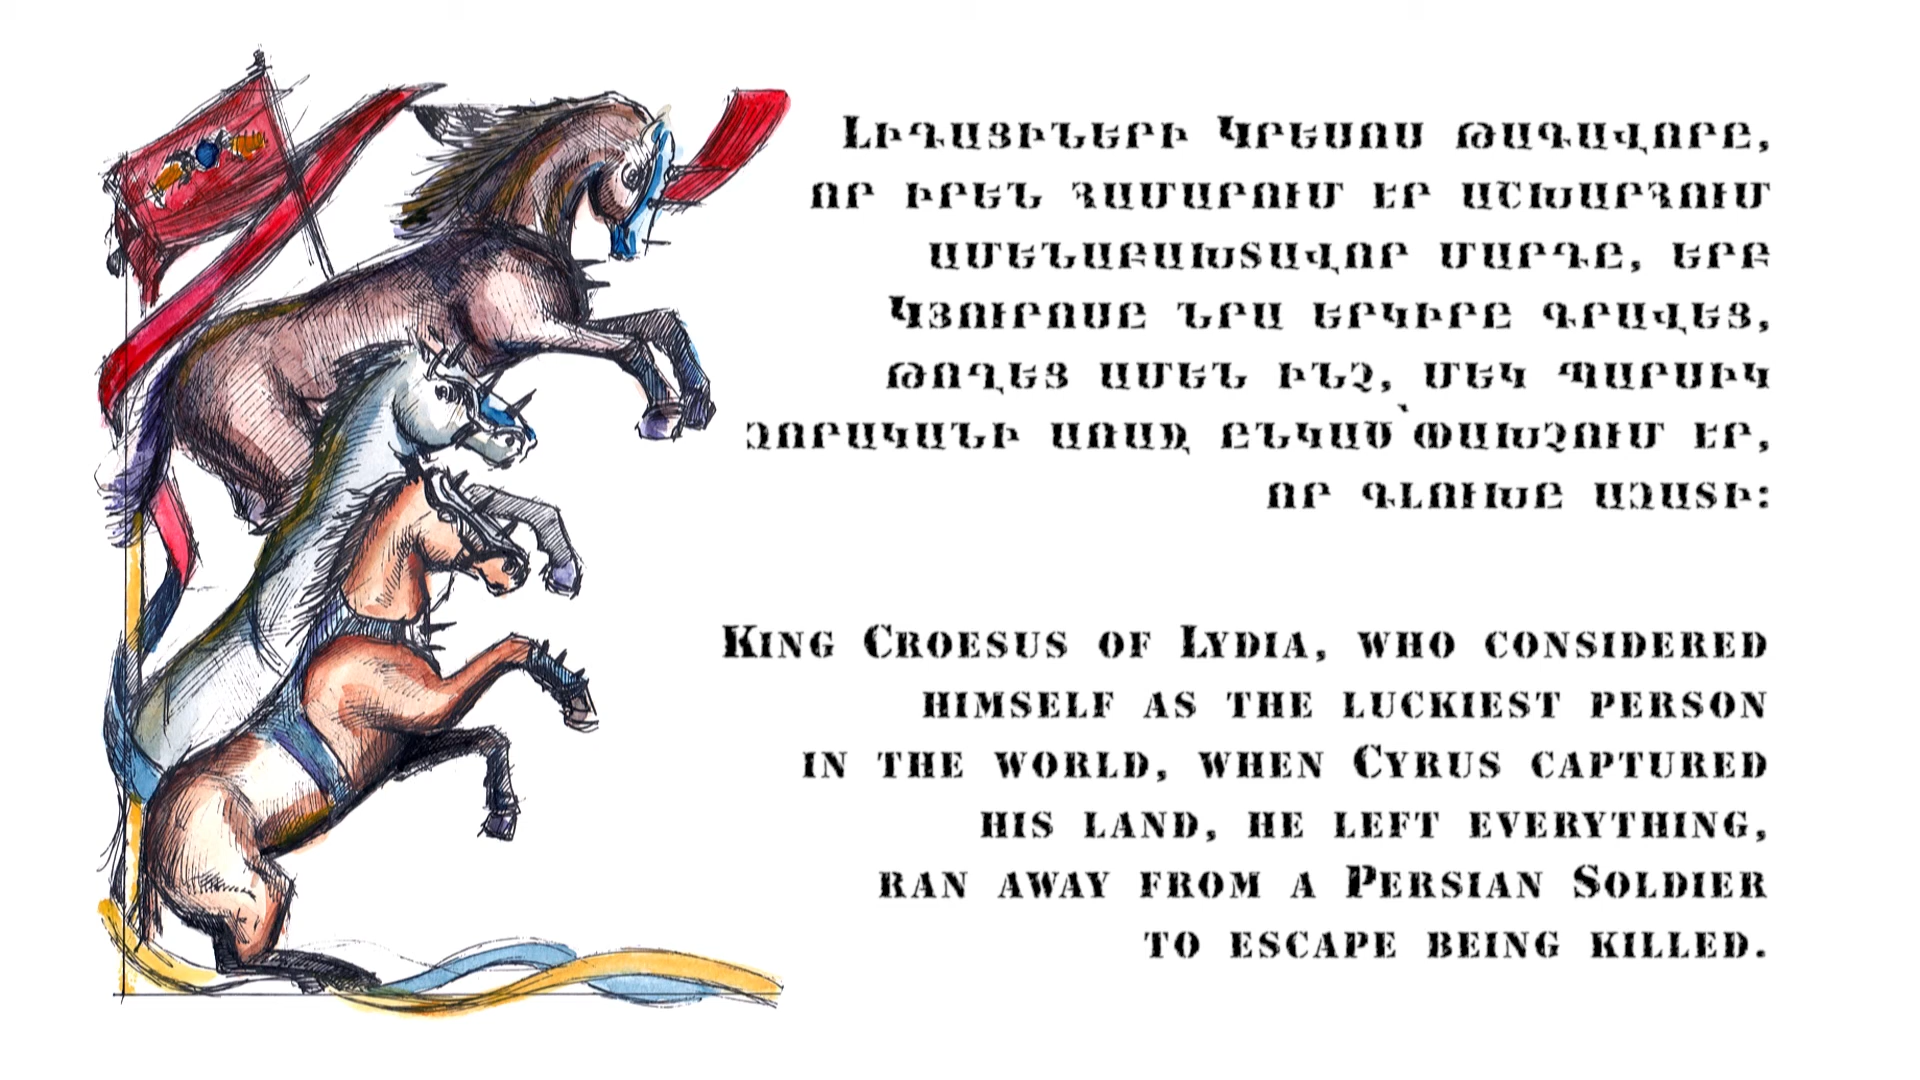 Լիդացիների Կրեսոս թագավորը,
որ իրեն համարում էր աշխարհում
ամենաբախտավոր մարդը, երբ
Կյուրոսը նրա երկիրը գրավեց,
թողեց ամեն ինչ, մեկ պարսիկ
զորականի առաջ ընկած՝ փախչում էր,
որ գլուխը ազատի:
King Croesus of Lydia, who considered
himself as the luckiest person
in the world, when Cyrus captured
his land, he left everything,
ran away from a Persian Soldier
to escape being killed.